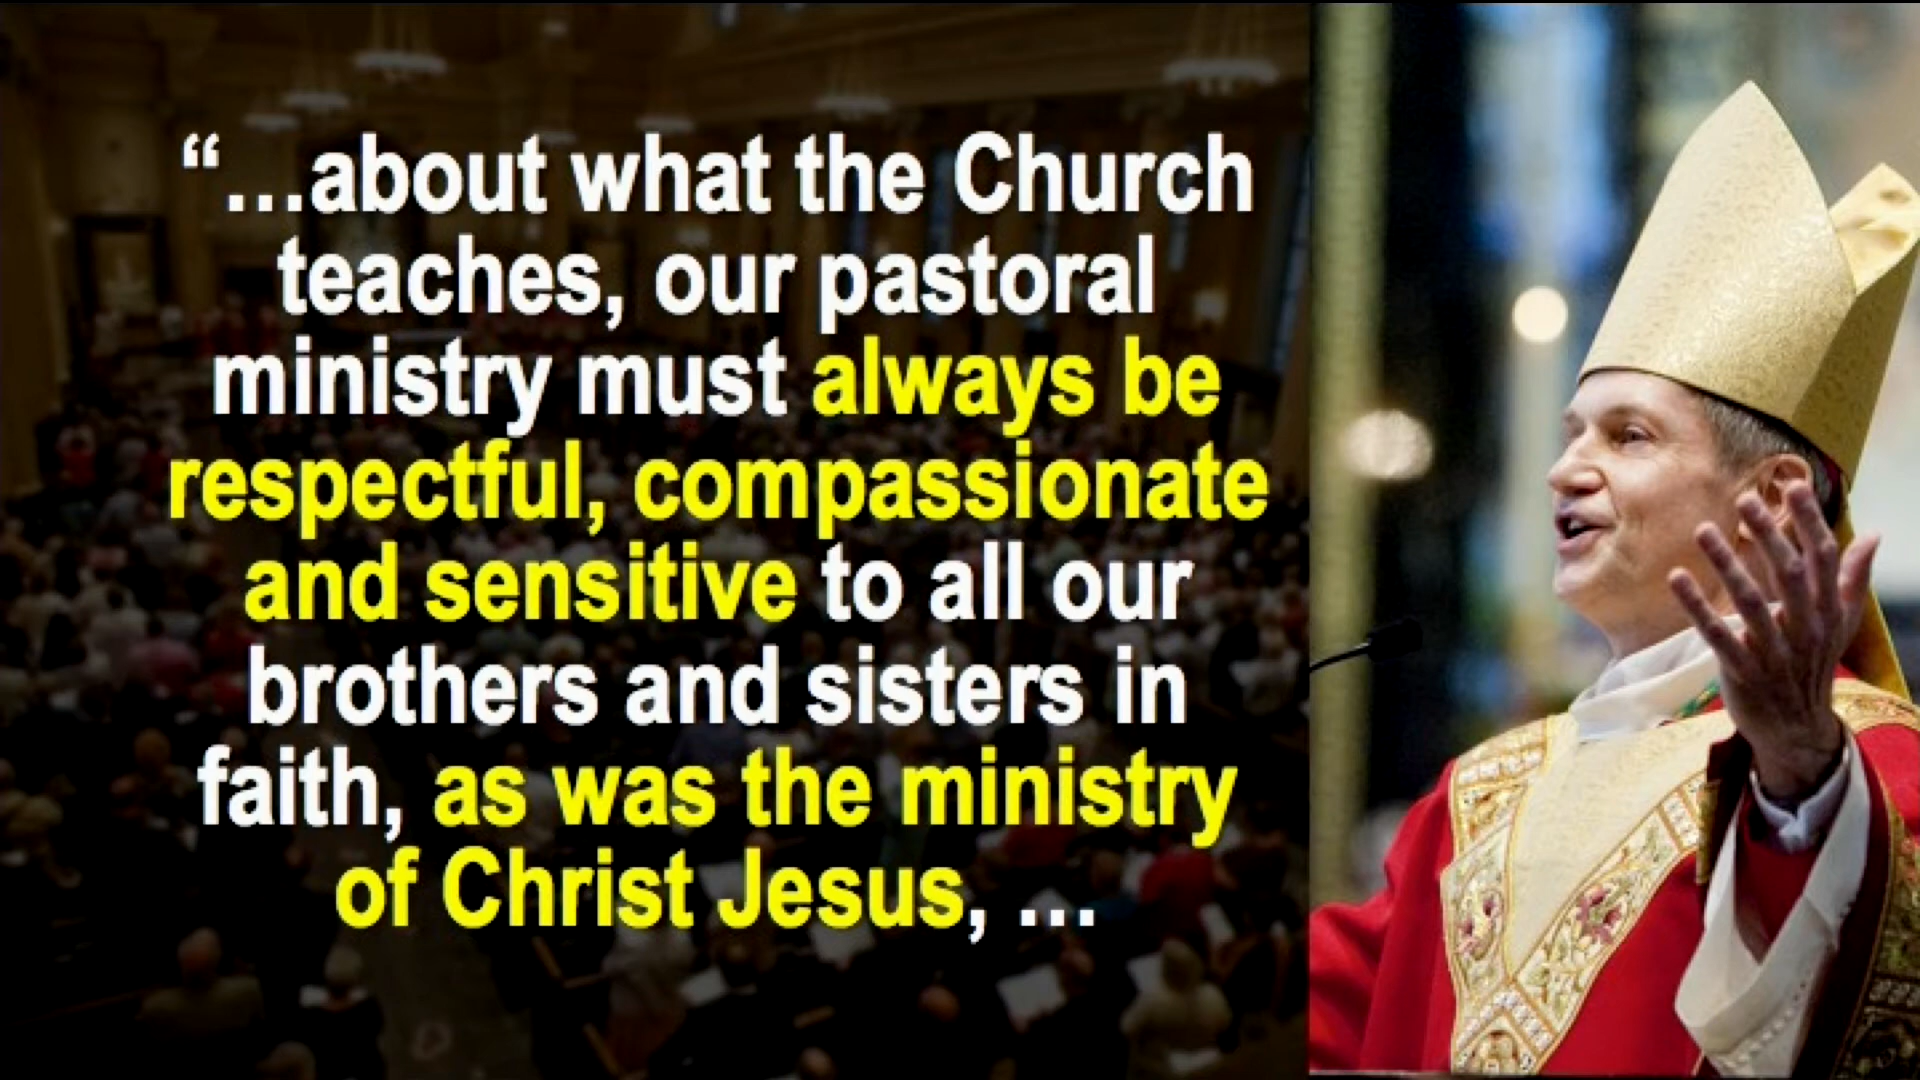 “…about what the Church
teaches, our pastoral
ministry must always be
respectful, compassionate
and sensitive to all our
brothers and sisters in
faith, as was the ministry
of Christ Jesus, …